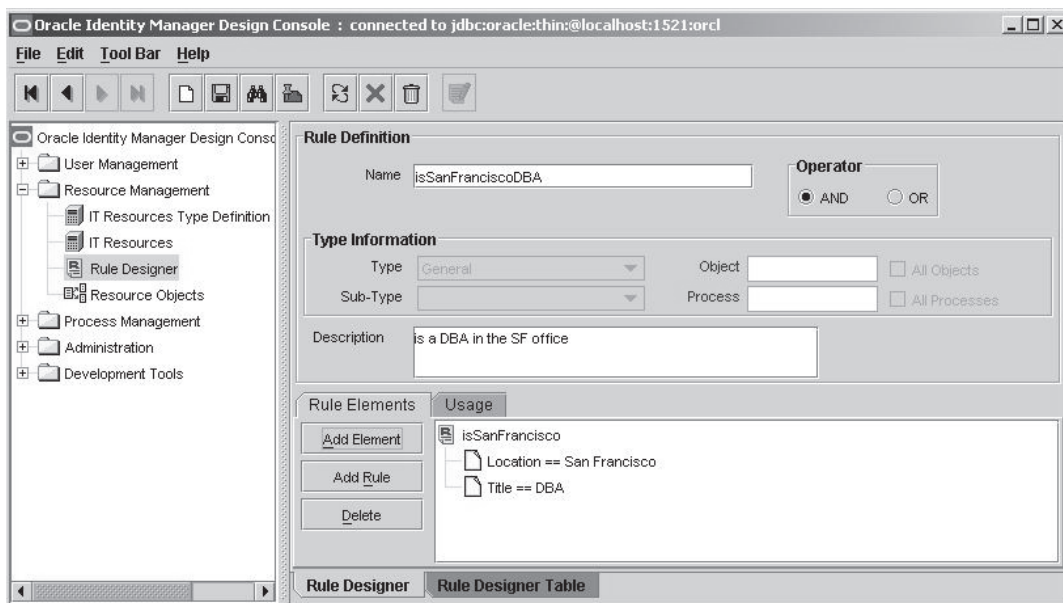 Oracle Identity Manager Design Console : connected to jdbc:oracle:thin:@localhost:1521:orcl
File Edit Tool Bar Help
Oracle Identity Manager Design Conso
User Management
Resource Management
IT Resources Type Definition
IT Resources
Rule Designer
Resource Objects
Process Management
Administration
Development Tools
Rule Definition
Name isSanFranciscoDBA
Operator
AND OR
Type Information
Type General Object All Objects
Sub-Type Process All Processes
Description is a DBA in the SF office
Rule Elements Usage
Add Element
Add Rule
Delete
isSanFrancisco
Location == San Francisco
Title == DBA
Rule Designer Rule Designer Table